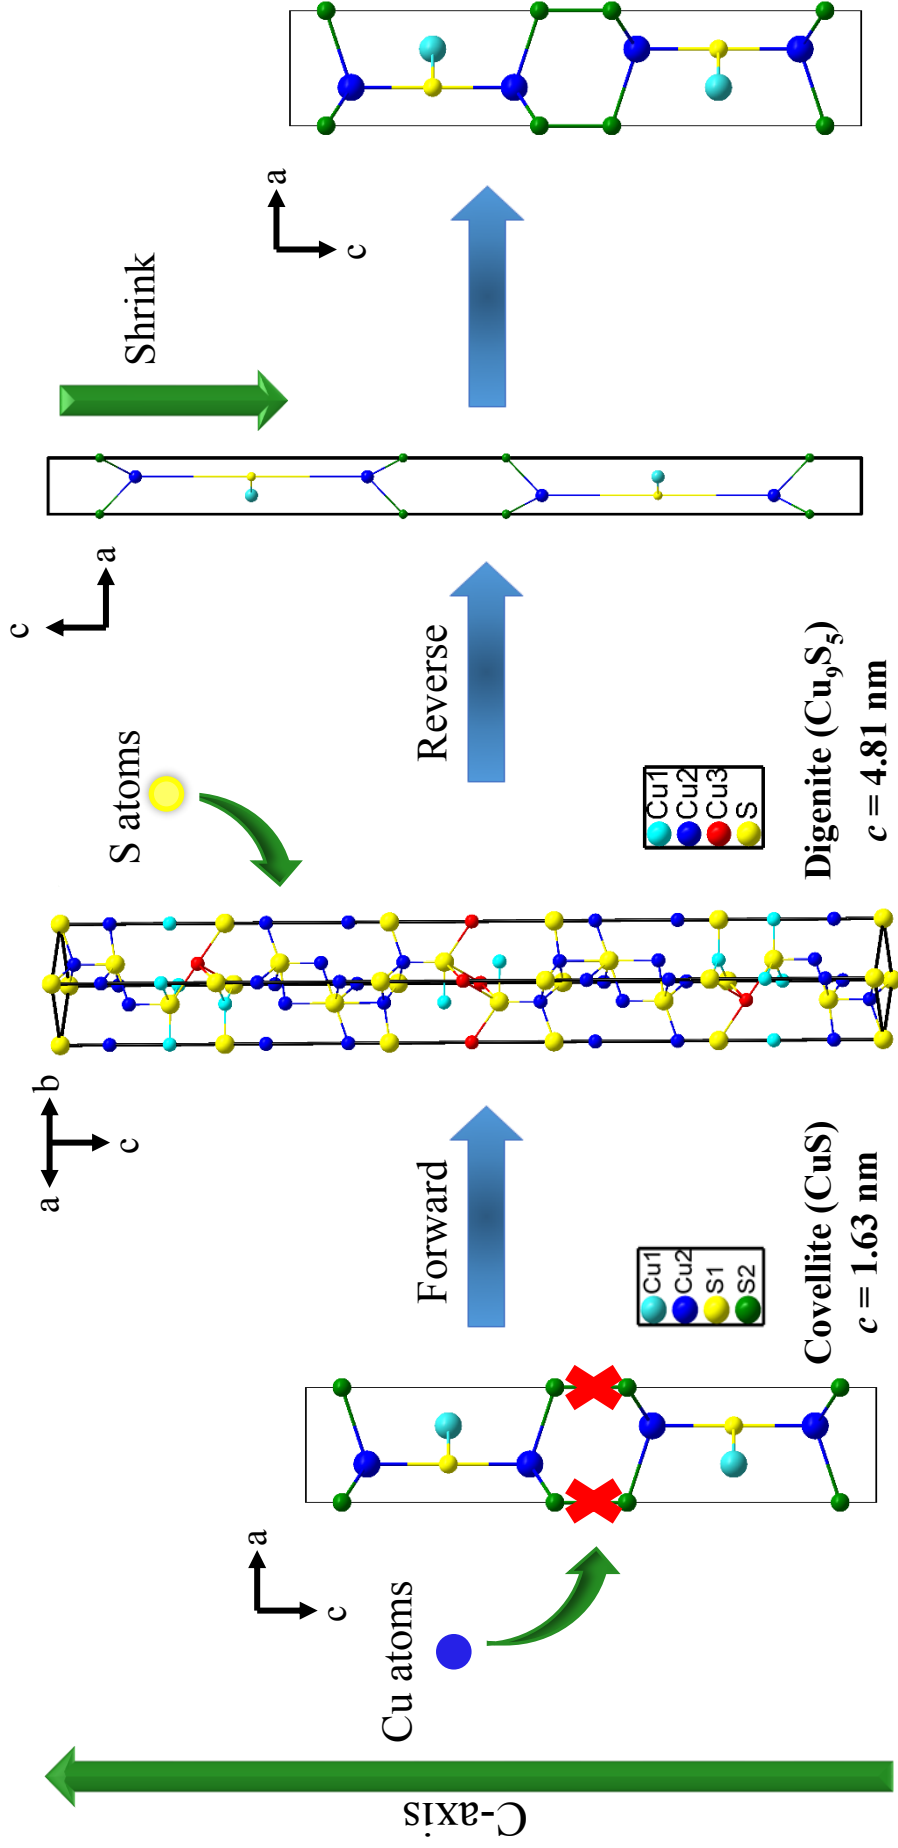 C-axis
Cu atoms
a
c
Forward
Cu1
Cu2
S1
S2
Covellite (CuS)
c = 1.63 nm
a
b
c
S atoms
Reverse
Cu1
Cu2
Cu3
S
Digenite (Cu₉S₅)
c = 4.81 nm
c
a
Shrink
a
c